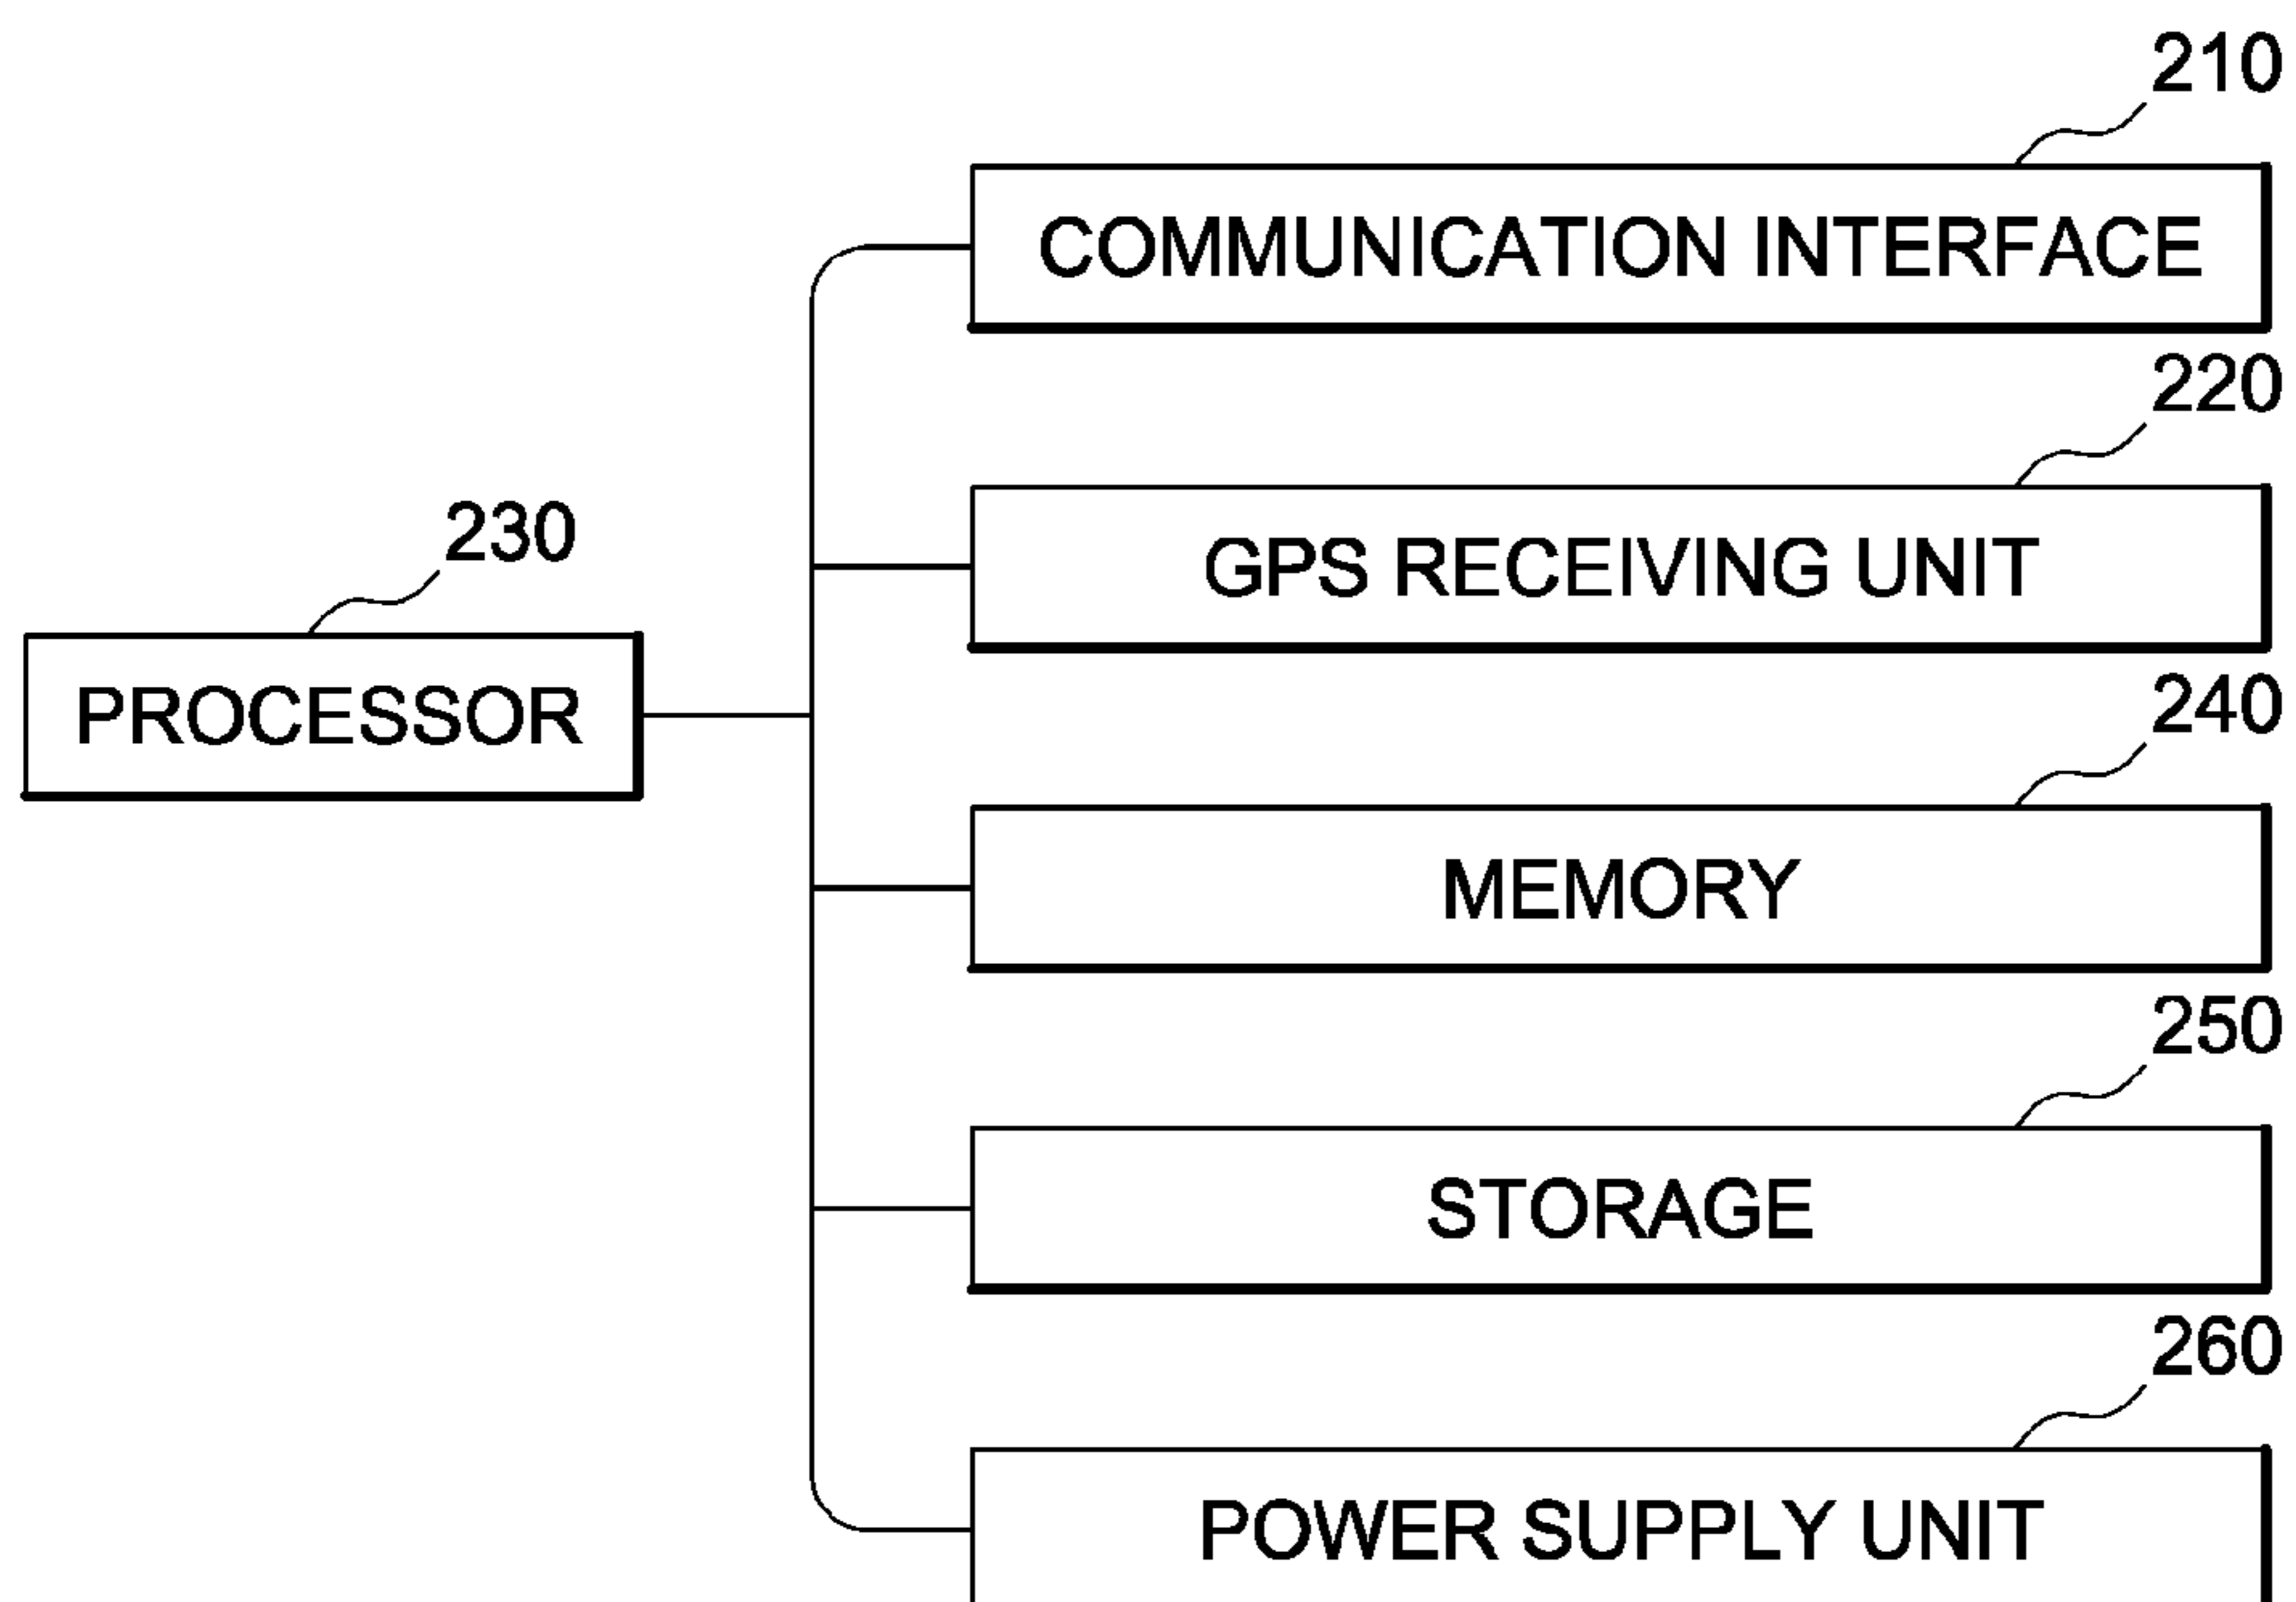 210
COMMUNICATION INTERFACE
220
GPS RECEIVING UNIT
230
PROCESSOR
240
MEMORY
250
STORAGE
260
POWER SUPPLY UNIT